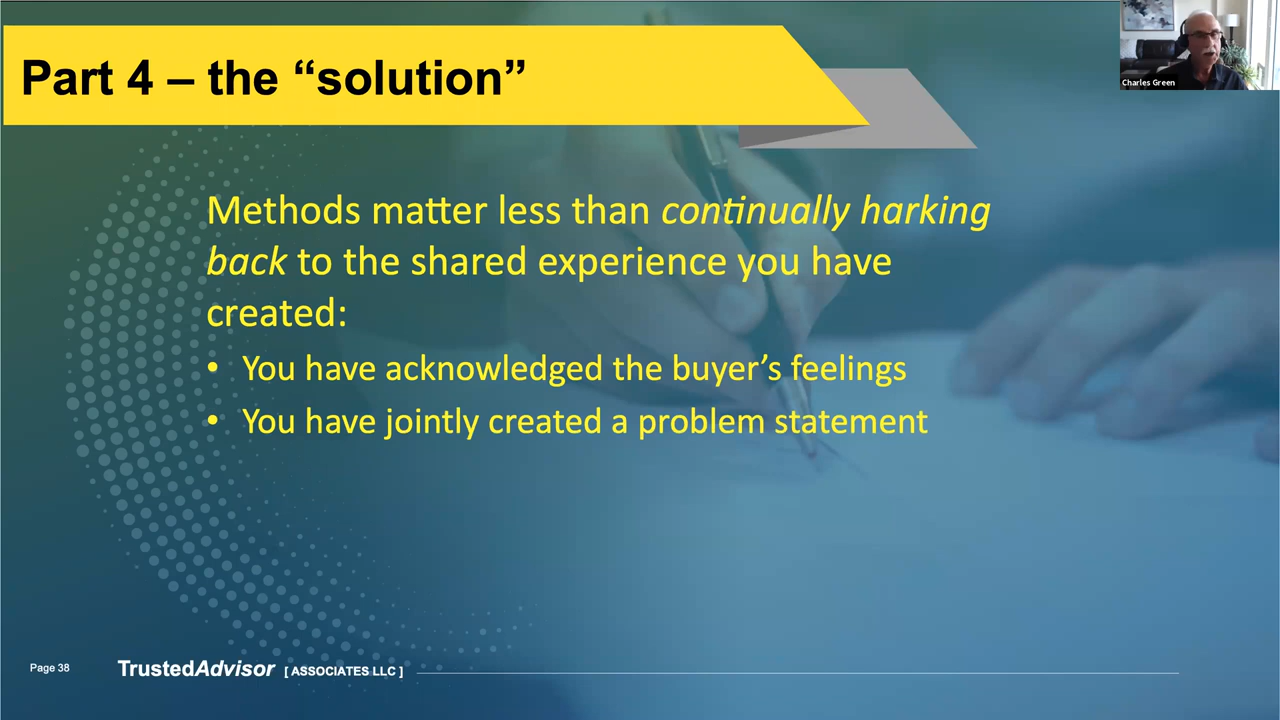 Part 4 – the “solution”
Charles Green
Methods matter less than continually harking
back to the shared experience you have
created:
• You have acknowledged the buyer’s feelings
• You have jointly created a problem statement
Page 38
TrustedAdvisor [ ASSOCIATES LLC ]